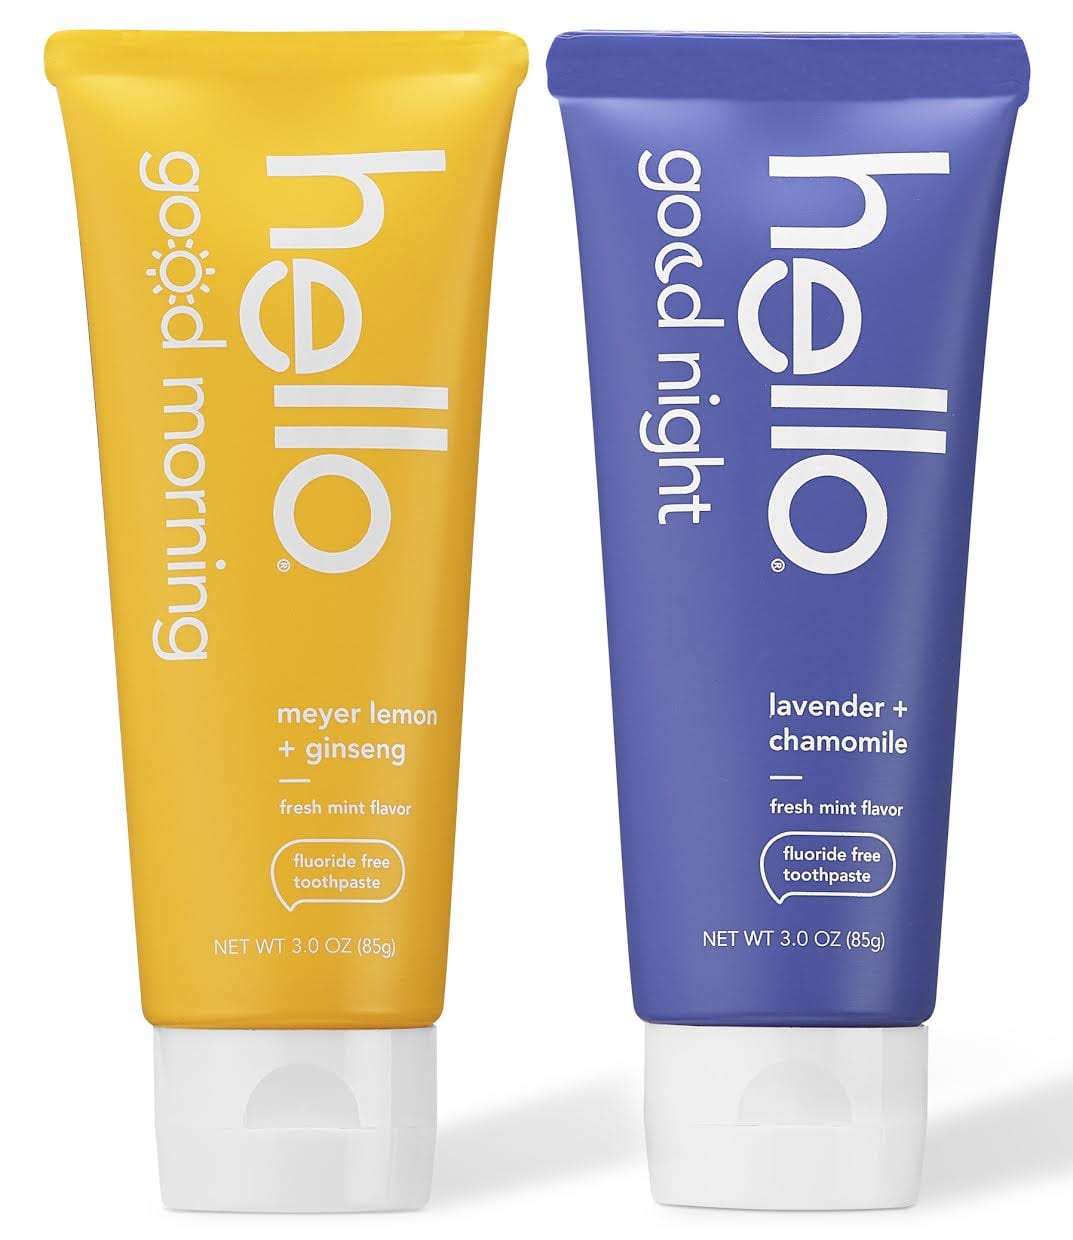 hello®
good morning
meyer lemon
+ ginseng
fresh mint flavor
fluoride free
toothpaste
NET WT 3.0 OZ (85g)
hello®
good night
lavender +
chamomile
fresh mint flavor
fluoride free
toothpaste
NET WT 3.0 OZ (85g)